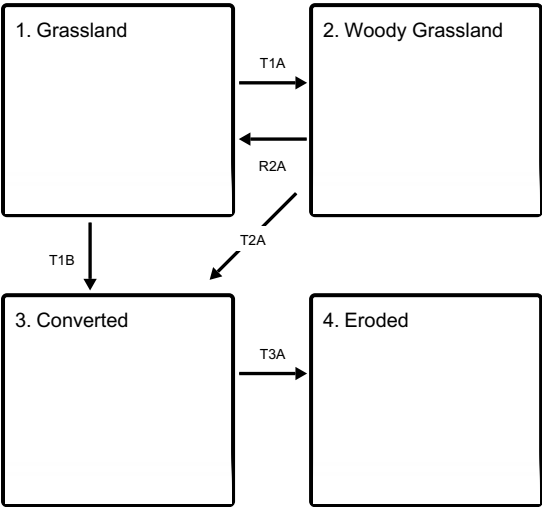 1. Grassland
2. Woody Grassland
T1A
R2A
T2A
T1B
3. Converted
4. Eroded
T3A